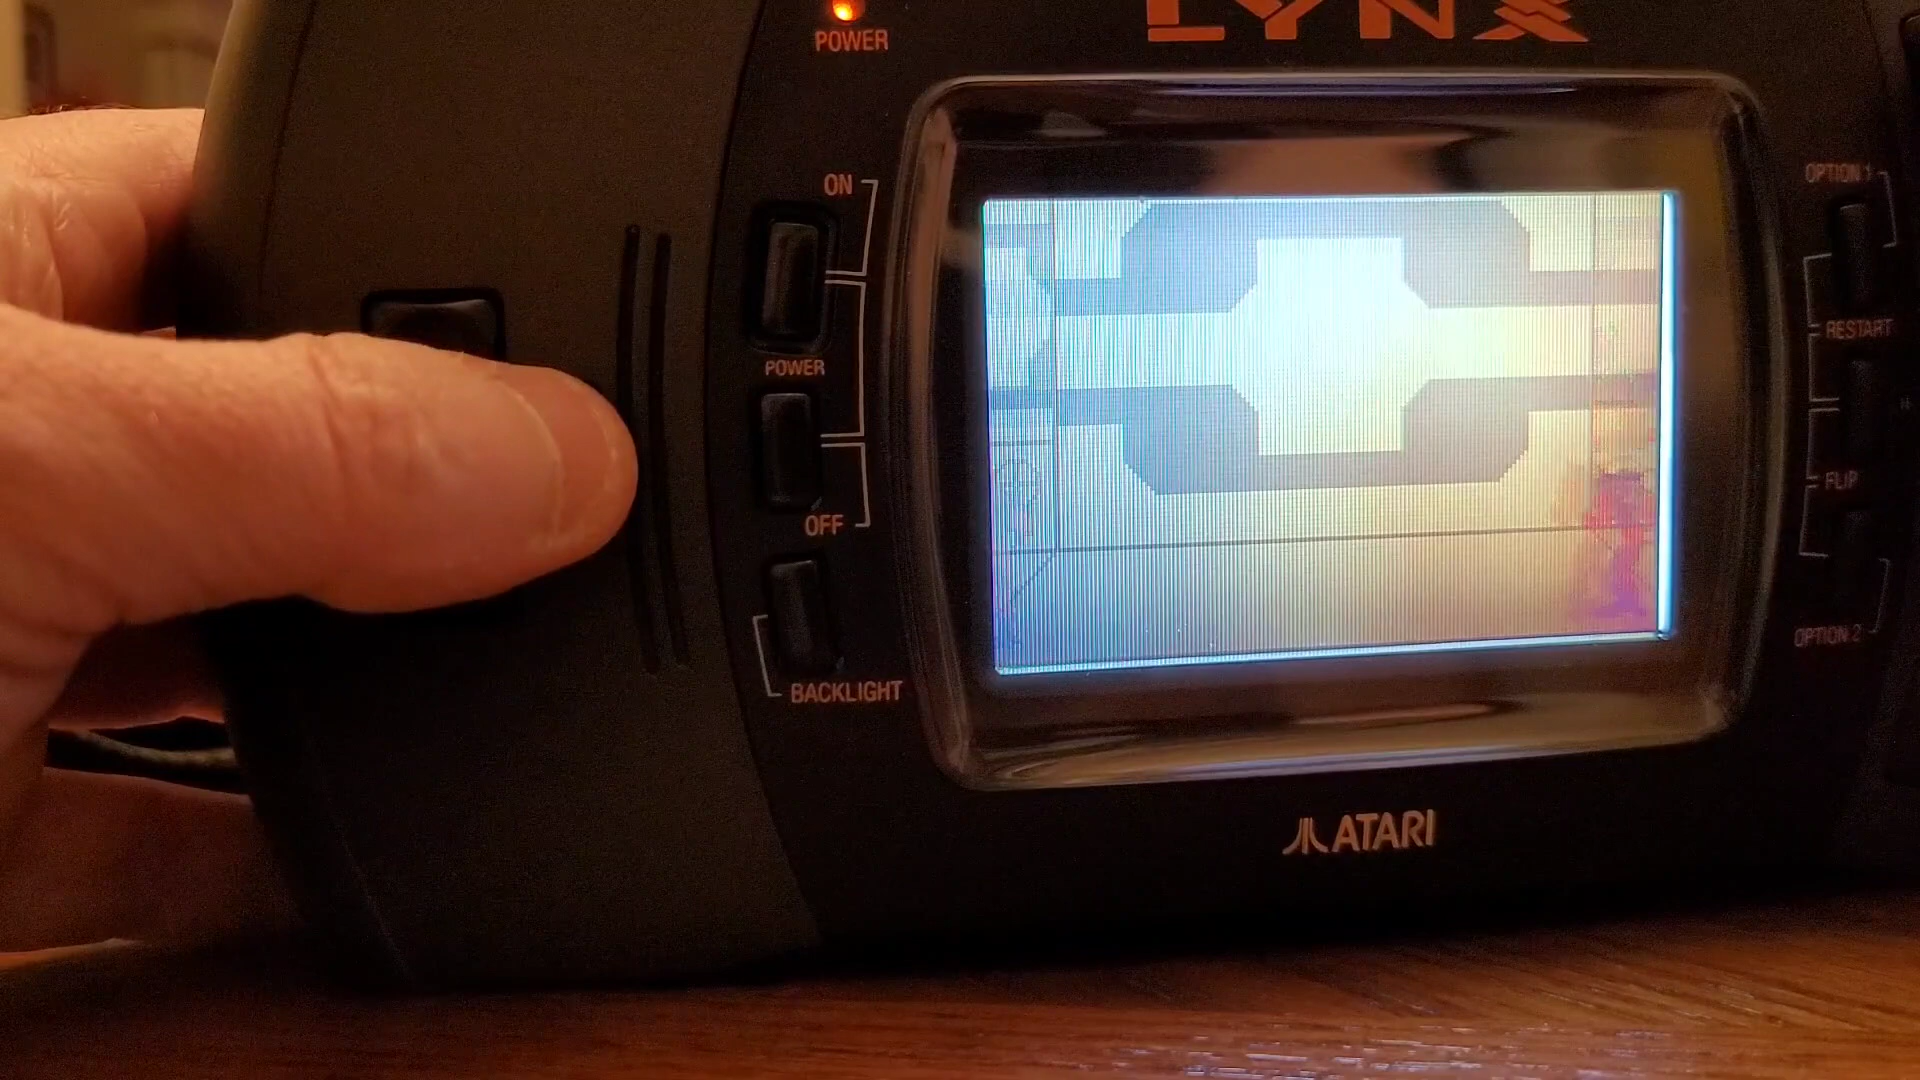 POWER
LYNX
ON
OPTION 1
RESTART
POWER
FLIP
OFF
OPTION 2
BACKLIGHT
ATARI